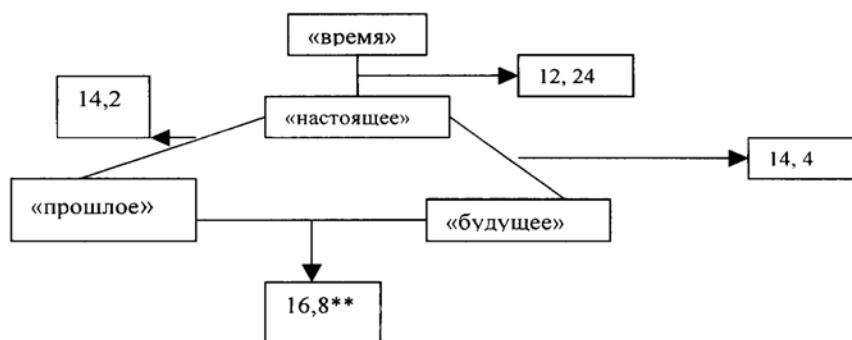 «время»
12, 24
14,2
«настоящее»
14, 4
«прошлое»
«будущее»
16,8**